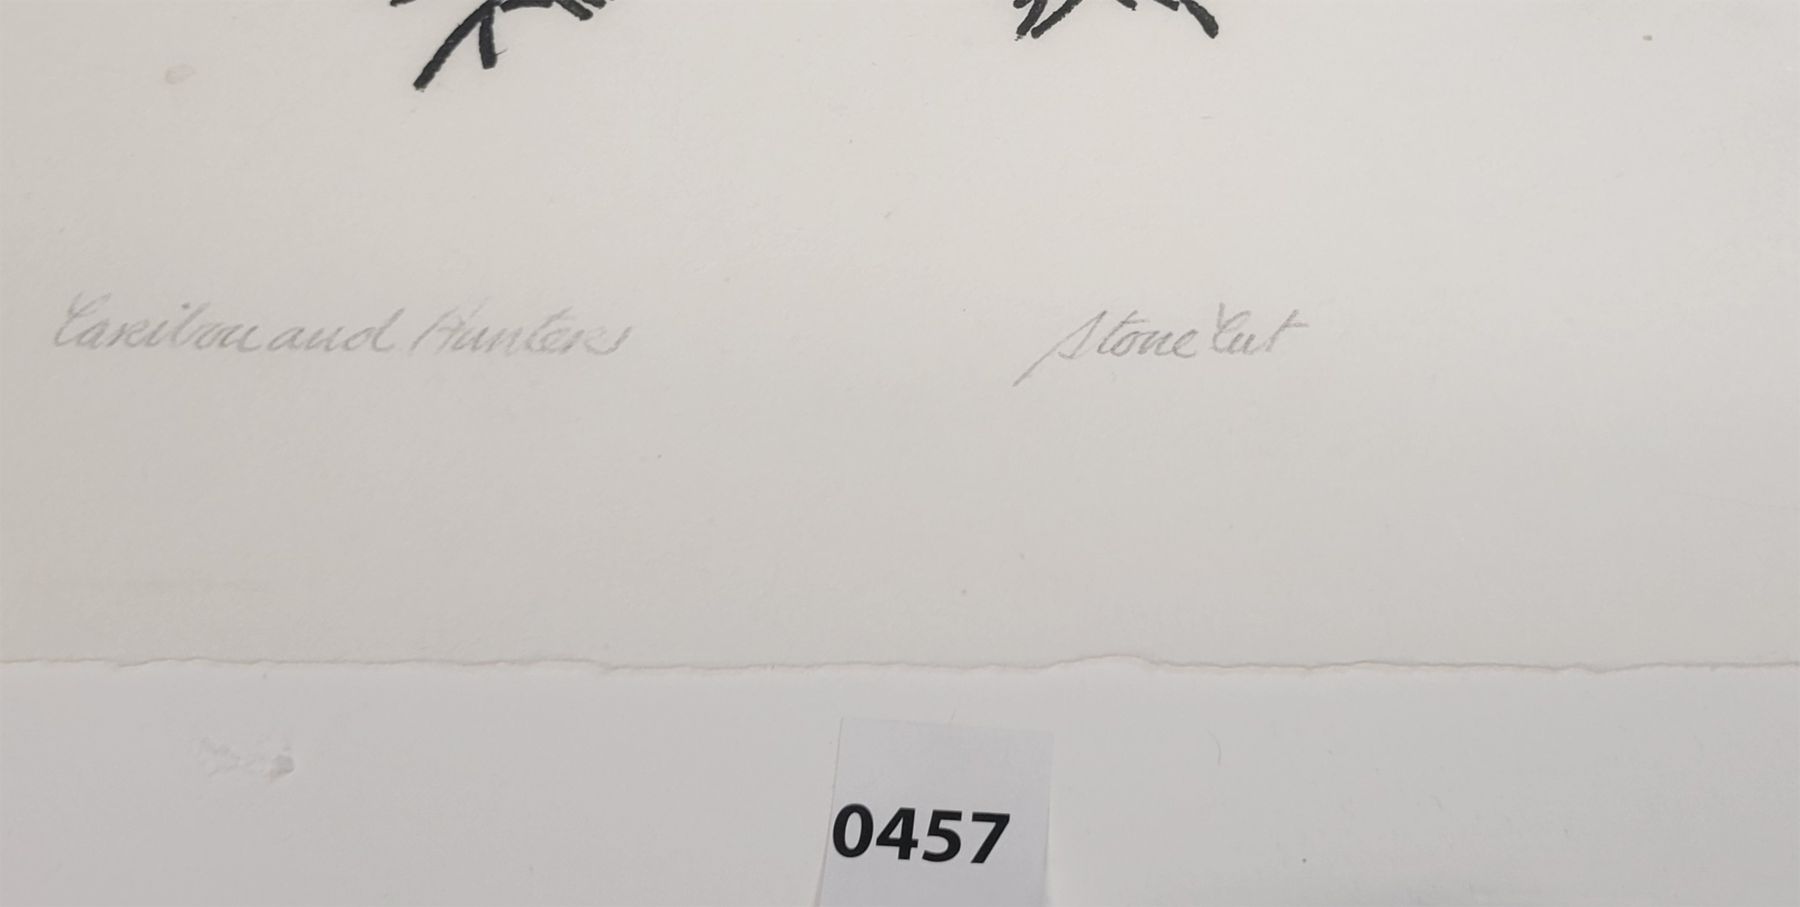 Caribou and Hunters Stone Cut
0457